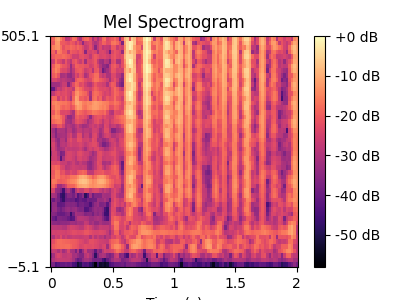 Mel Spectrogram
505.1
+0 dB
-10 dB
-20 dB
-30 dB
-40 dB
-50 dB
−5.1
0 0.5 1 1.5 2